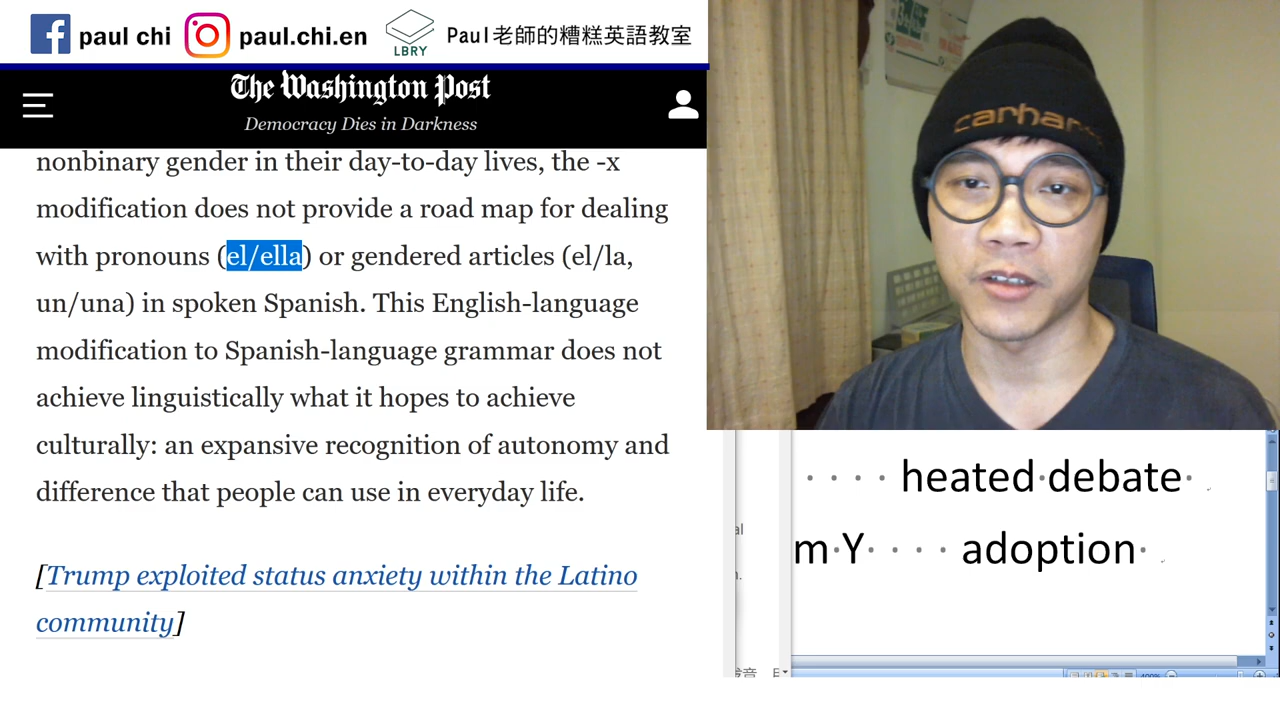 paul chi
paul.chi.en
LBRY
Paul老師的糟糕英語教室
The Washington Post
Democracy Dies in Darkness
nonbinary gender in their day-to-day lives, the -x
modification does not provide a road map for dealing
with pronouns (el/ella) or gendered articles (el/la,
un/una) in spoken Spanish. This English-language
modification to Spanish-language grammar does not
achieve linguistically what it hopes to achieve
culturally: an expansive recognition of autonomy and
difference that people can use in everyday life.
[Trump exploited status anxiety within the Latino
community]
carhar
heated·debate·
m·Y···· adoption·
al
400%